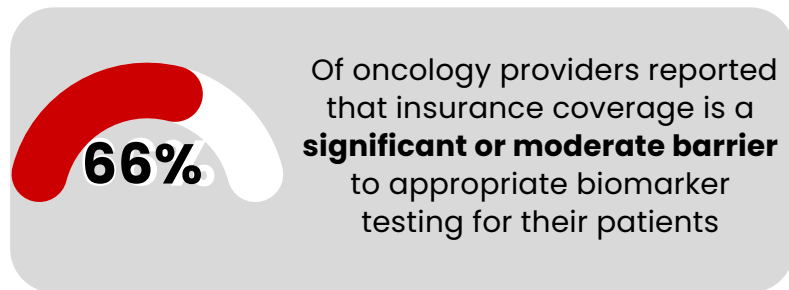 66%
Of oncology providers reported
that insurance coverage is a
significant or moderate barrier
to appropriate biomarker
testing for their patients